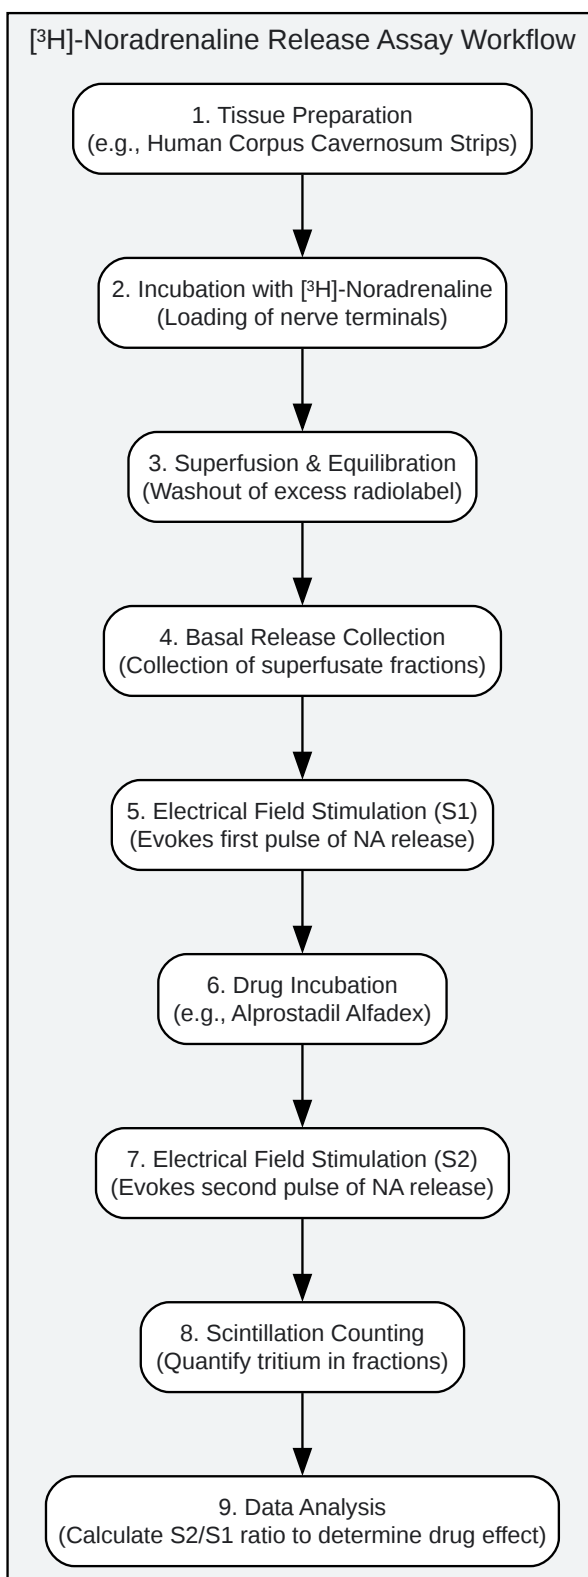 [³H]-Noradrenaline Release Assay Workflow
1. Tissue Preparation
(e.g., Human Corpus Cavernosum Strips)
2. Incubation with [³H]-Noradrenaline
(Loading of nerve terminals)
3. Superfusion & Equilibration
(Washout of excess radiolabel)
4. Basal Release Collection
(Collection of superfusate fractions)
5. Electrical Field Stimulation (S1)
(Evokes first pulse of NA release)
6. Drug Incubation
(e.g., Alprostadil Alfadex)
7. Electrical Field Stimulation (S2)
(Evokes second pulse of NA release)
8. Scintillation Counting
(Quantify tritium in fractions)
9. Data Analysis
(Calculate S2/S1 ratio to determine drug effect)